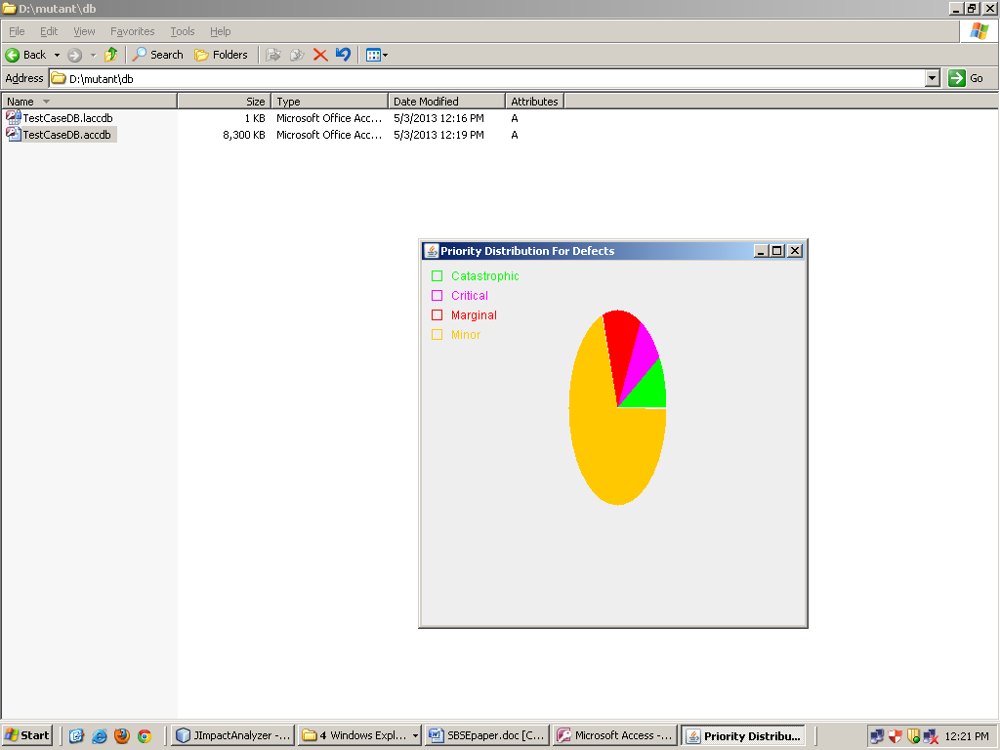 D:\mutant\db
File Edit View Favorites Tools Help
Back Search Folders
Address D:\mutant\db Go
Name Size Type Date Modified Attributes
TestCaseDB.laccdb 1 KB Microsoft Office Acc... 5/3/2013 12:16 PM A
TestCaseDB.accdb 8,300 KB Microsoft Office Acc... 5/3/2013 12:19 PM A
Priority Distribution For Defects
Catastrophic
Critical
Marginal
Minor
Start JImpactAnalyzer -... 4 Windows Expl... SBSEpaper.doc [C... Microsoft Access -... Priority Distribu... 12:21 PM